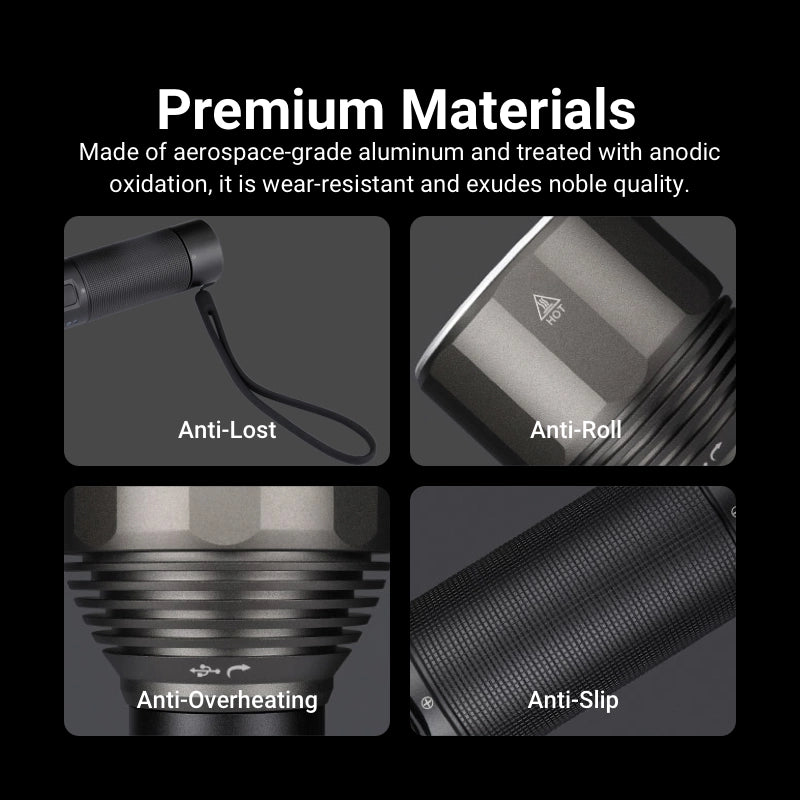 Premium Materials
Made of aerospace-grade aluminum and treated with anodic
oxidation, it is wear-resistant and exudes noble quality.
Anti-Lost
HOT
Anti-Roll
Anti-Overheating
Anti-Slip